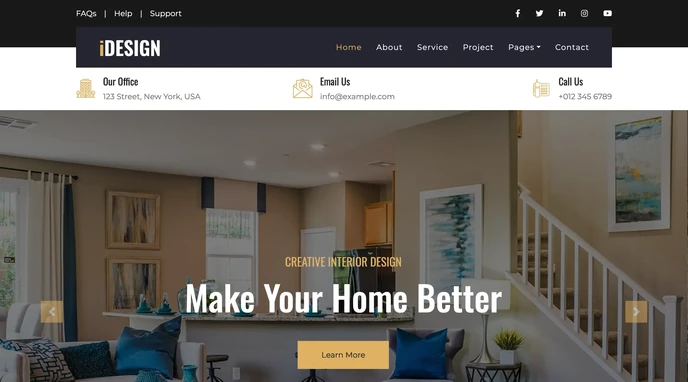 FAQs | Help | Support
iDESIGN
Home About Service Project Pages Contact
Our Office
123 Street, New York, USA
Email Us
info@example.com
Call Us
+012 345 6789
CREATIVE INTERIOR DESIGN
Make Your Home Better
Learn More